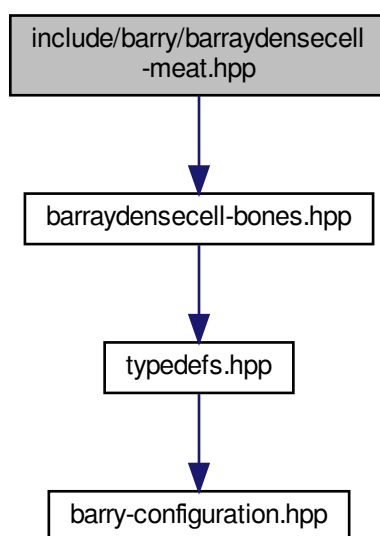 include/barry/barraydensecell
-meat.hpp
barraydensecell-bones.hpp
typedefs.hpp
barry-configuration.hpp